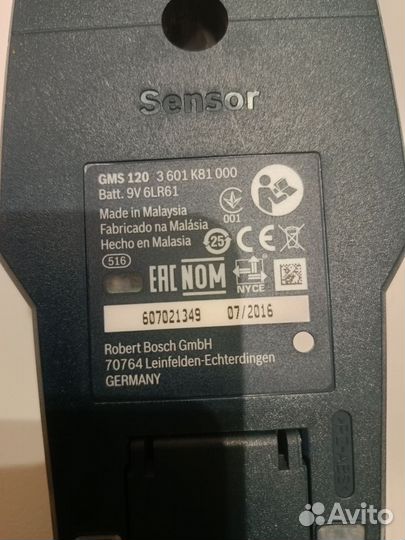 Sensor
GMS 120 3 601 K81 000
Batt. 9V 6LR61
Made in Malaysia
Fabricado na Malásia
Hecho en Malasia
001
25
CE
516
EAC NOM
NYCE
607021349 07/2016
Robert Bosch GmbH
70764 Leinfelden-Echterdingen
GERMANY
Avito